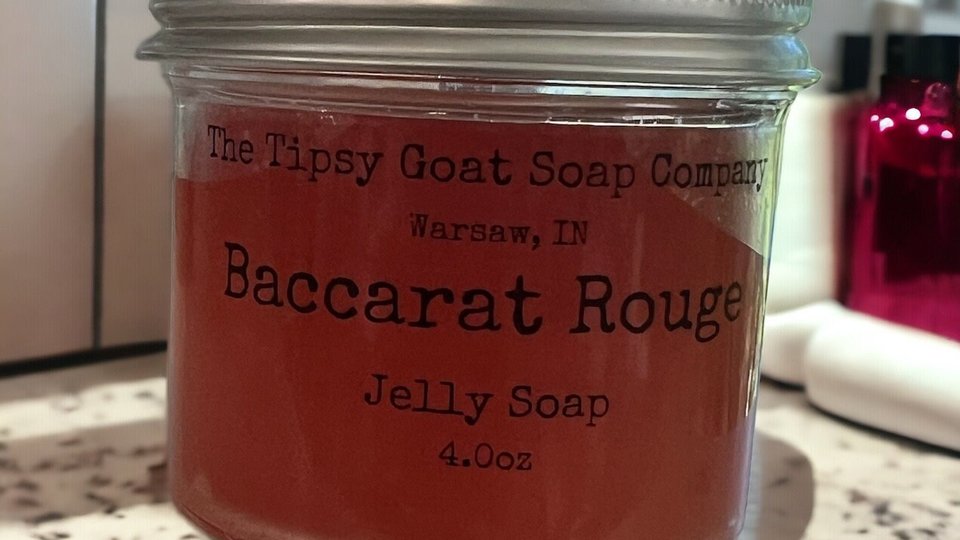 The Tipsy Goat Soap Company
Warsaw, IN
Baccarat Rouge
Jelly Soap
4.0oz